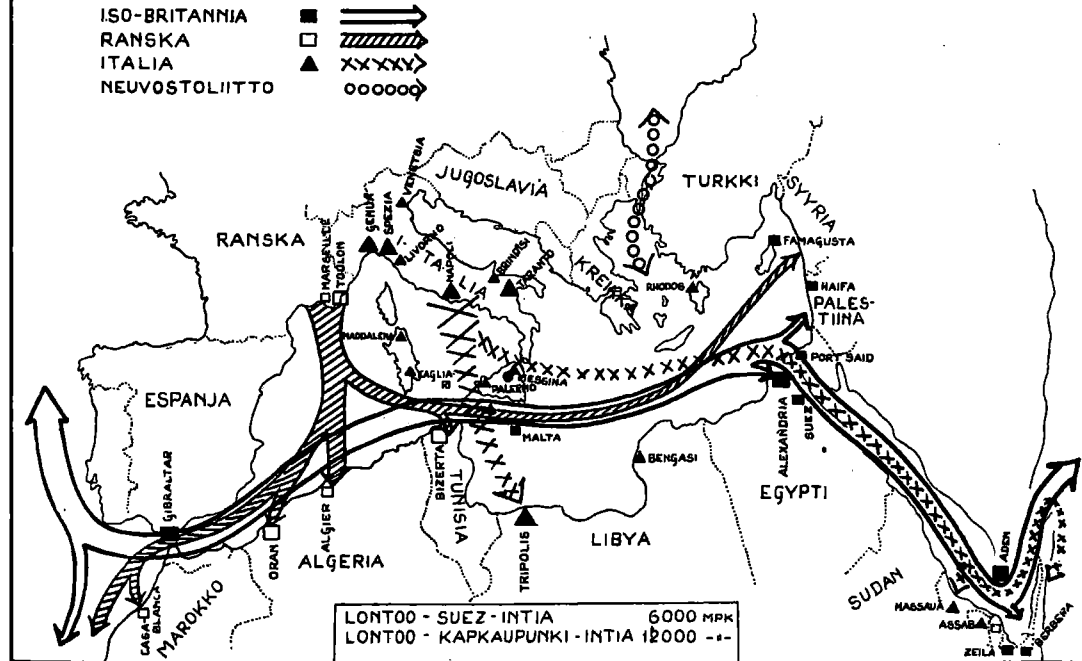 ISO-BRITANNIA
RANSKA
ITALIA
NEUVOSTOLIITTO
VENETSIA
JUGOSLAVIA
TURKKI
SYYRIA
GENUA
SPEZIA
LIVORNO
RANSKA
MARSEILLE
TOULON
ITALIA
NAPOLI
BRINDISI
TARANTO
KREIKKA
RHODOS
FAMAGUSTA
HAIFA
PALES-
TIINA
MADDALENA
CAGLIA-
RI
PALERMO
MESSINA
PORT SAID
ESPANJA
MALTA
ALEXANDRIA
SUEZ
BIZERTA
TUNISIA
BENGASI
EGYPTI
GIBRALTAR
ORAN
ALGIER
ALGERIA
TRIPOLIS
LIBYA
ADEN
SUDAN
CASA-
BLANCA
MAROKKO
MASSAUA
ASSAB
ZEILA
BERBERA
LONTOO - SUEZ - INTIA 6000 MPK
LONTOO - KAPKAUPUNKI - INTIA 12000 -"-